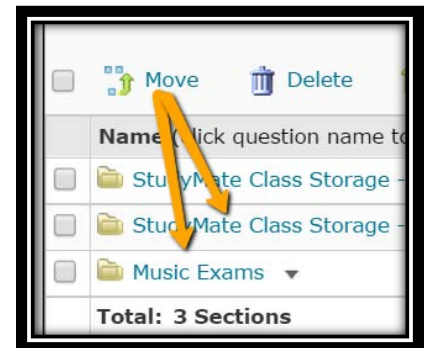 Move Delete
Name (click question name to
StudyMate Class Storage -
StudyMate Class Storage -
Music Exams
Total: 3 Sections